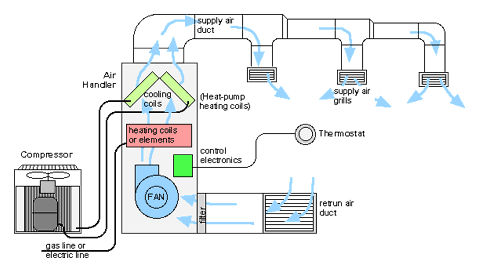 supply air
duct
Air
Handler
cooling
coils
(Heat-pump
heating coils)
supply air
grills
heating coils
or elements
Thermostat
control
electronics
Compressor
FAN
filter
retrun air
duct
gas line or
electric line